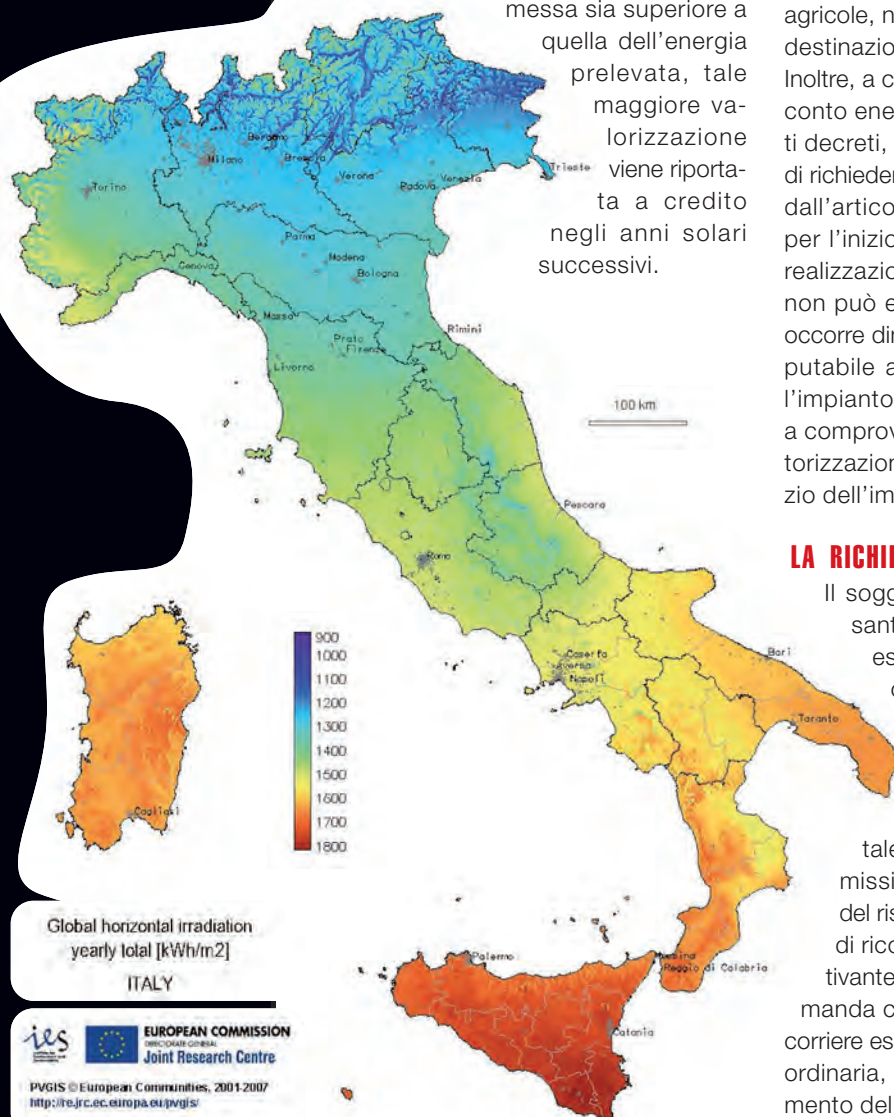 messa sia superiore a
quella dell'energia
prelevata, tale
maggiore va-
lorizzazione
viene riporta-
ta a credito
negli anni solari
successivi.
Bergamo
Milano
Brescia
Trieste
Torino
Verona
Padova
Venezia
Parma
Modena
Genova
Bologna
Massa
Rimini
Prato
Firenze
Livorno
100 km
Pescara
Roma
Caserta
Napoli
Bari
Taranto
Cagliari
900
1000
1100
1200
1300
1400
1500
1600
1700
1800
Palermo
Reggio di Calabria
Catania
Global horizontal irradiation
yearly total [kWh/m2]
ITALY
ies
EUROPEAN COMMISSION
DIRECTORATE GENERAL
Joint Research Centre
PVGIS © European Communities, 2001-2007
http://re.jrc.ec.europa.eu/pvgis/
agricole, n
destinazio
Inoltre, a c
conto ene
ti decreti,
di richieder
dall'artico
per l'inizio
realizzazio
non può e
occorre dir
putabile a
l'impianto
a comprov
torizzazion
zio dell'im
LA RICHIE
Il sogg
sant
es
tale
missi
del ris
di rico
tivante
manda c
corriere es
ordinaria,
mento del